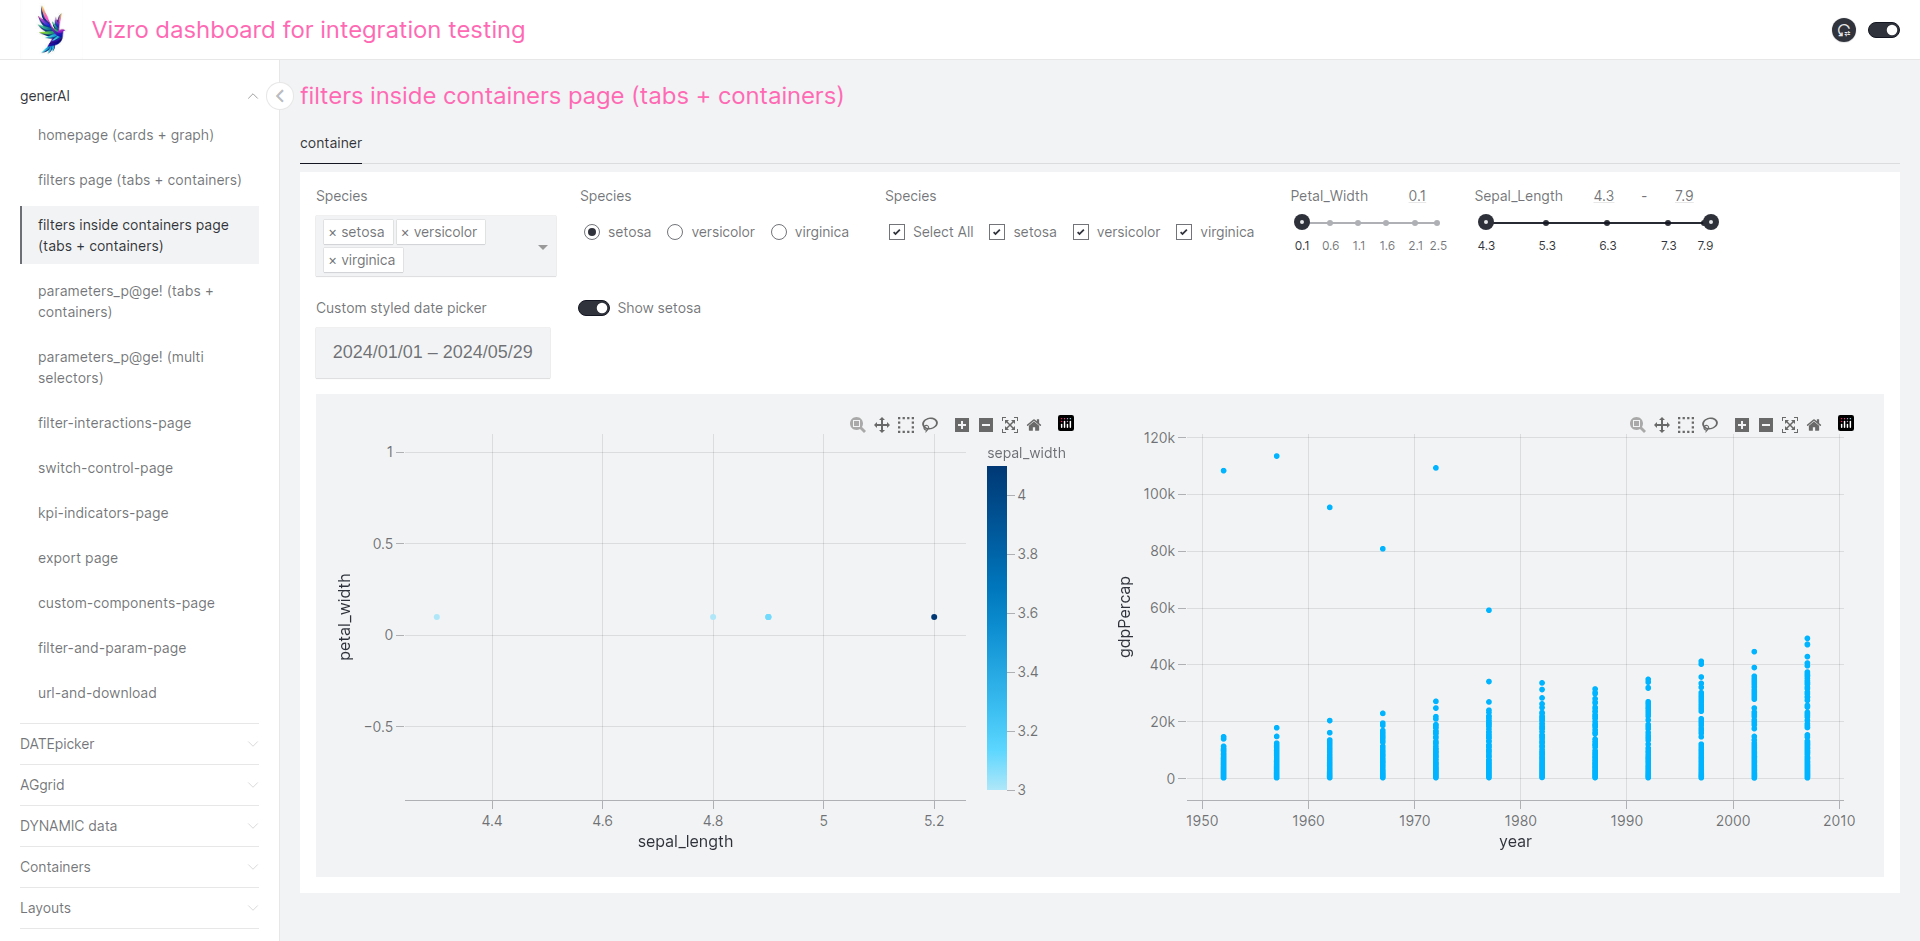 Vizro dashboard for integration testing
generAI
homepage (cards + graph)
filters page (tabs + containers)
filters inside containers page
(tabs + containers)
parameters_p@ge! (tabs +
containers)
parameters_p@ge! (multi
selectors)
filter-interactions-page
switch-control-page
kpi-indicators-page
export page
custom-components-page
filter-and-param-page
url-and-download
DATEpicker
AGgrid
DYNAMIC data
Containers
Layouts
filters inside containers page (tabs + containers)
container
Species
× setosa × versicolor
× virginica
Species
setosa versicolor virginica
Species
Select All setosa versicolor virginica
Petal_Width 0.1
0.1 0.6 1.1 1.6 2.1 2.5
Sepal_Length 4.3 - 7.9
4.3 5.3 6.3 7.3 7.9
Custom styled date picker
2024/01/01 – 2024/05/29
Show setosa
1
0.5
0
−0.5
petal_width
4.4 4.6 4.8 5 5.2
sepal_length
sepal_width
4
3.8
3.6
3.4
3.2
3
120k
100k
80k
60k
40k
20k
0
gdpPercap
1950 1960 1970 1980 1990 2000 2010
year